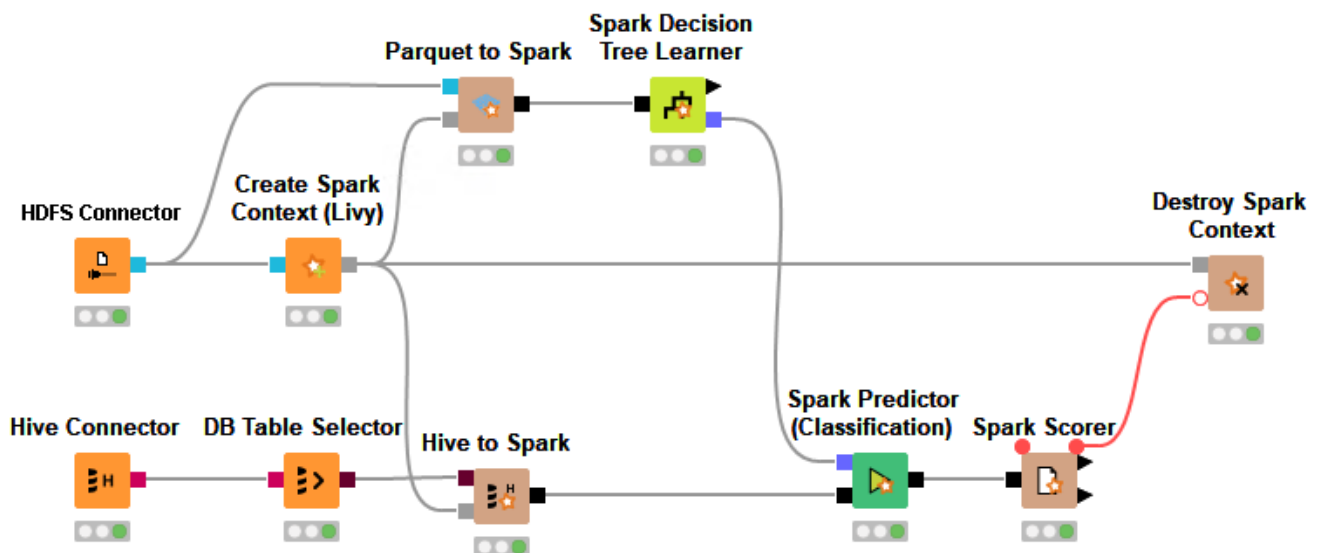 Spark Decision
Tree Learner
Parquet to Spark
Create Spark
Context (Livy)
HDFS Connector
Destroy Spark
Context
Hive Connector
DB Table Selector
Hive to Spark
H
H
Spark Predictor
(Classification)
Spark Scorer